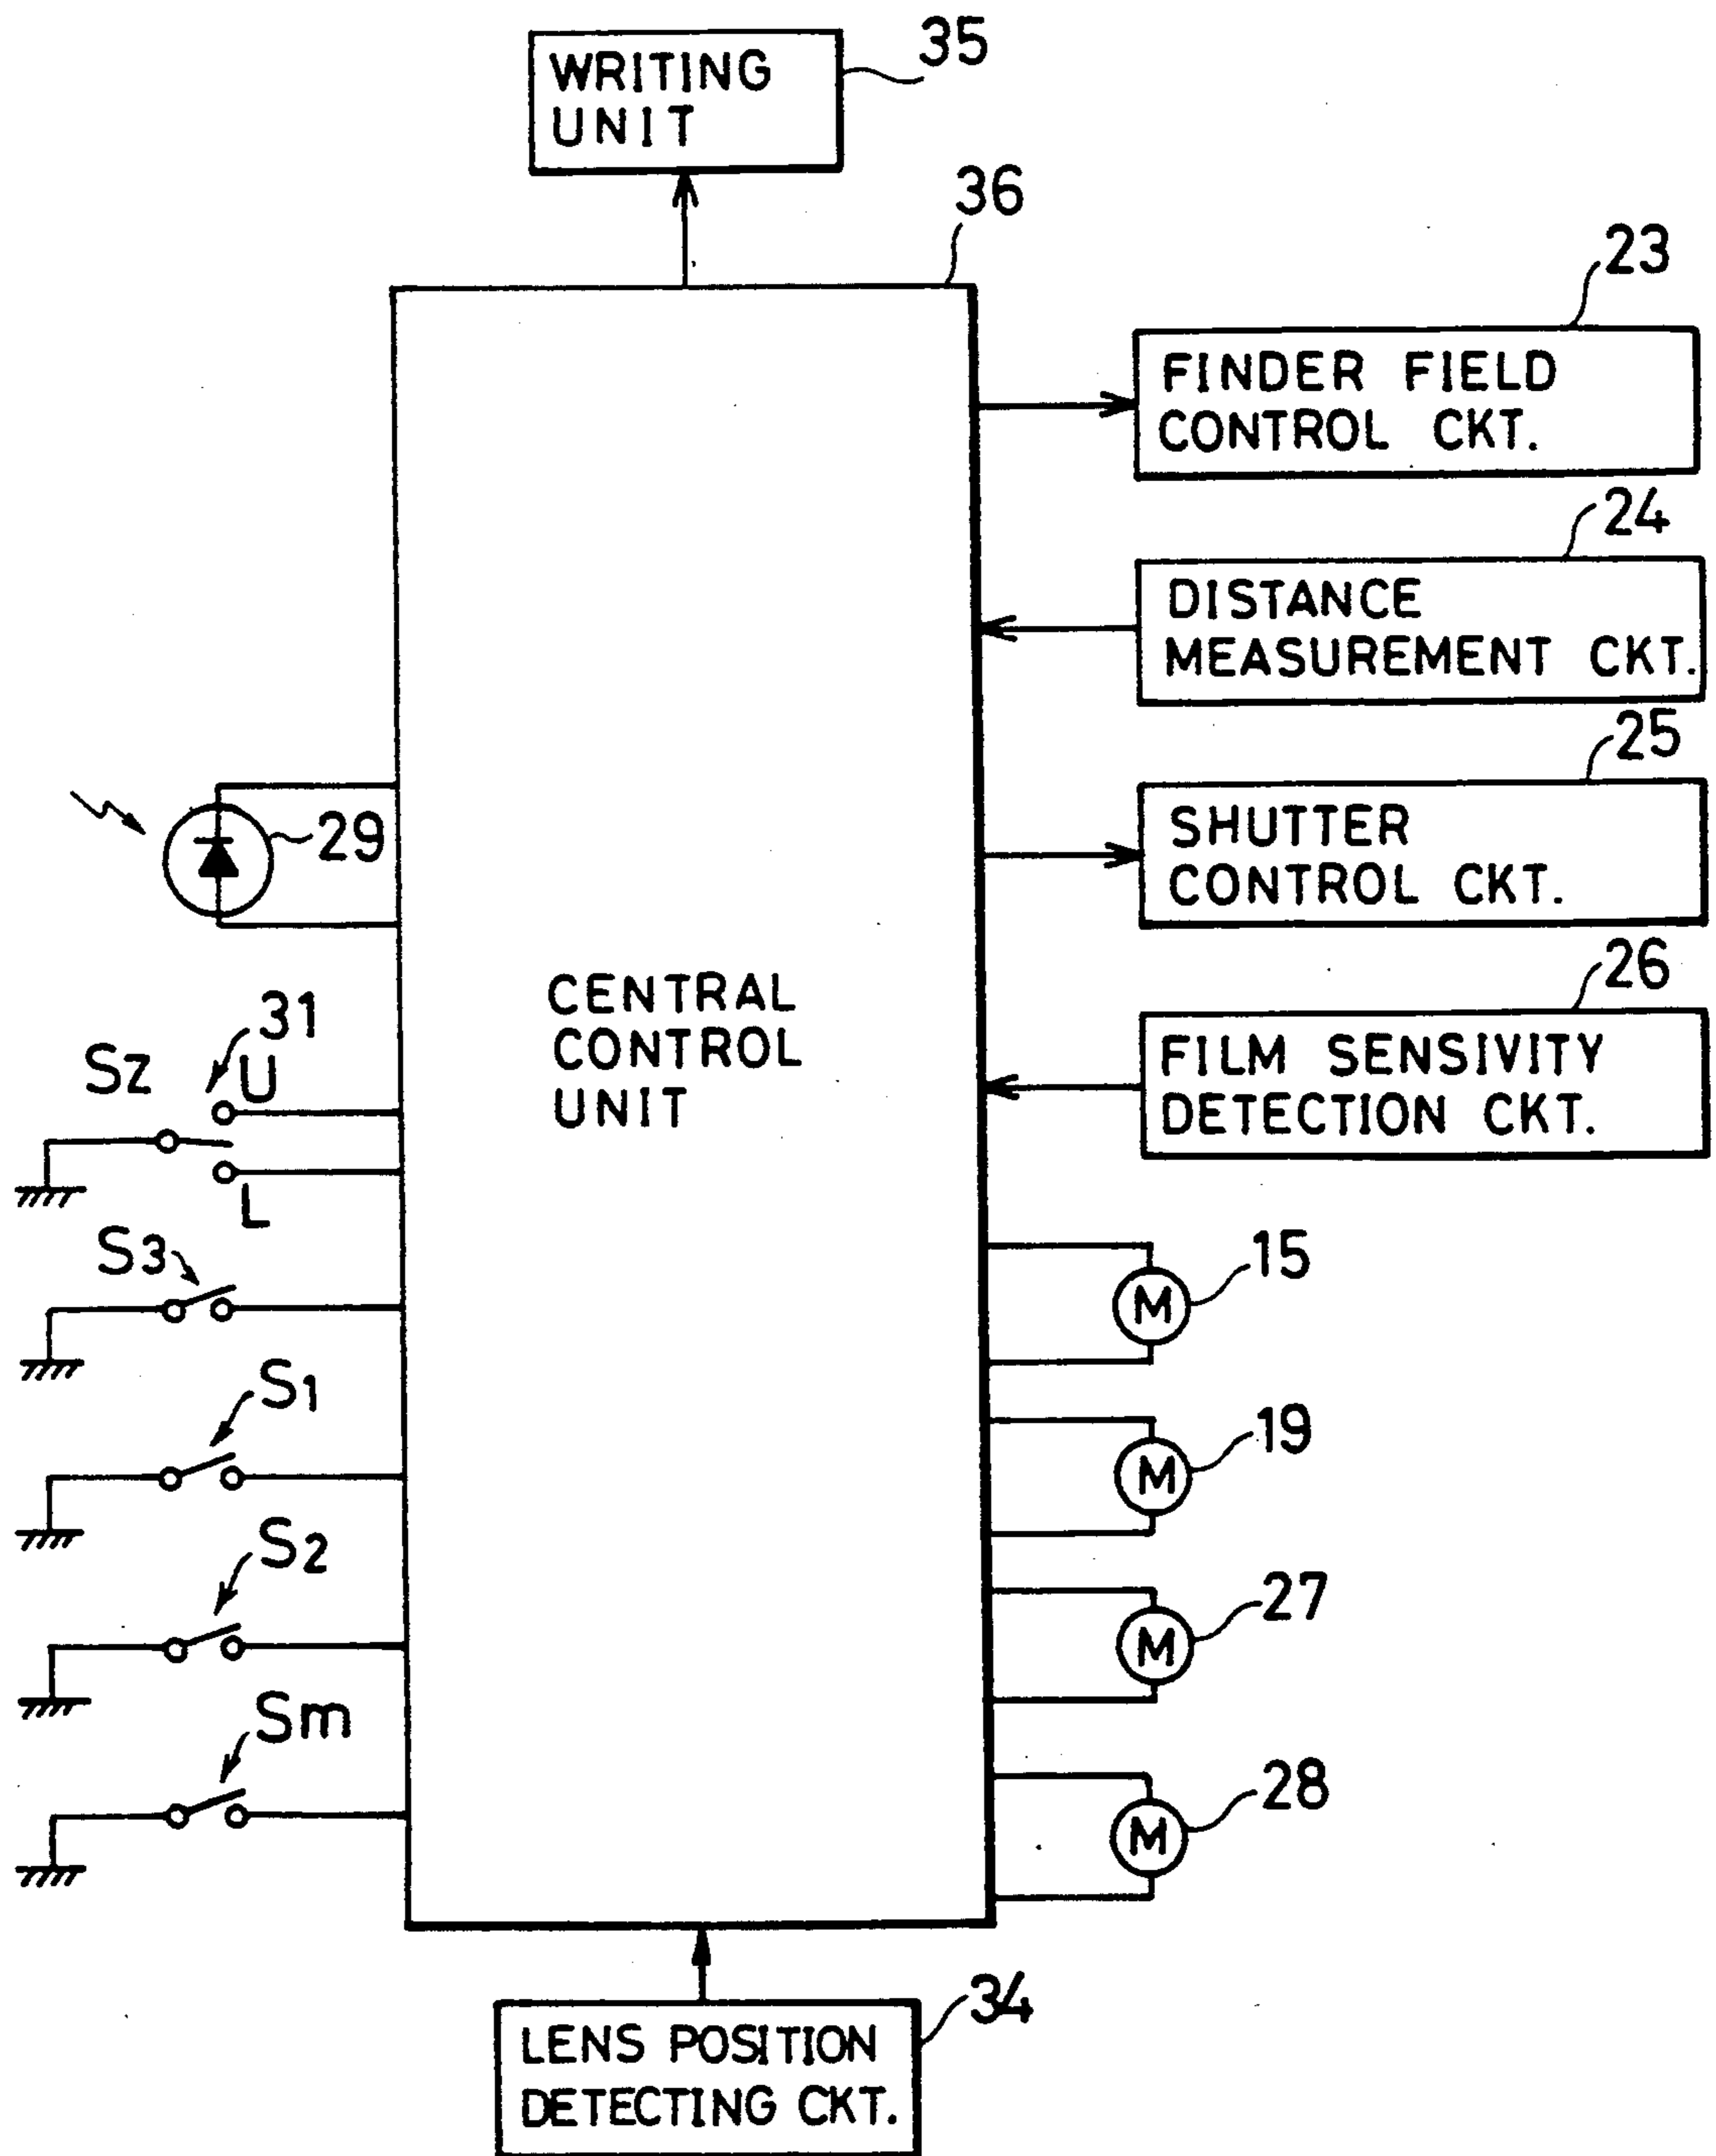 35
WRITING
UNIT
36
23
FINDER FIELD
CONTROL CKT.
24
DISTANCE
MEASUREMENT CKT.
25
SHUTTER
CONTROL CKT.
29
26
FILM SENSIVITY
DETECTION CKT.
CENTRAL
CONTROL
UNIT
31
Sz
U
L
S3
15
M
S1
19
M
S2
27
M
Sm
28
M
34
LENS POSITION
DETECTING CKT.